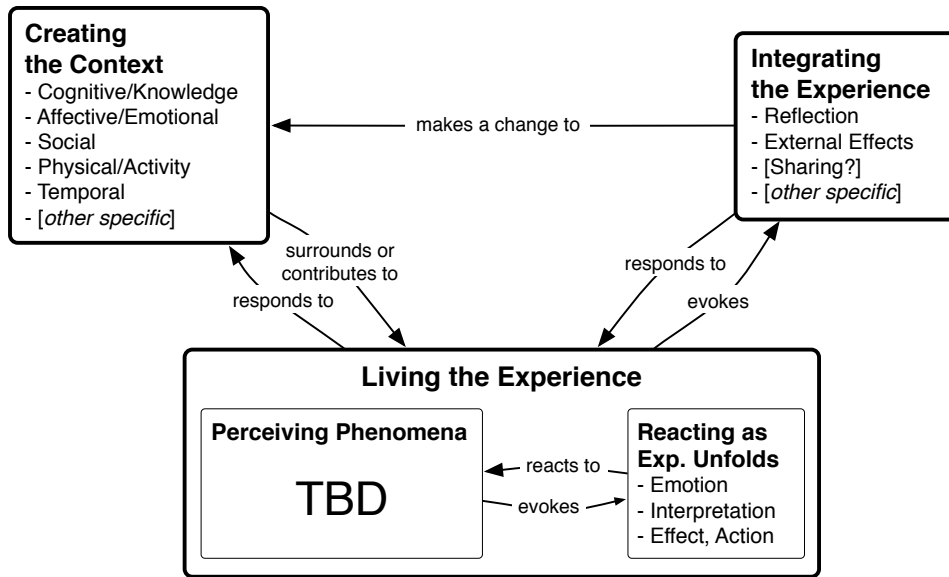 Creating
the Context
- Cognitive/Knowledge
- Affective/Emotional
- Social
- Physical/Activity
- Temporal
- [other specific]
Integrating
the Experience
- Reflection
- External Effects
- [Sharing?]
- [other specific]
makes a change to
surrounds or
contributes to
responds to
responds to
evokes
Living the Experience
Perceiving Phenomena
TBD
reacts to
evokes
Reacting as
Exp. Unfolds
- Emotion
- Interpretation
- Effect, Action